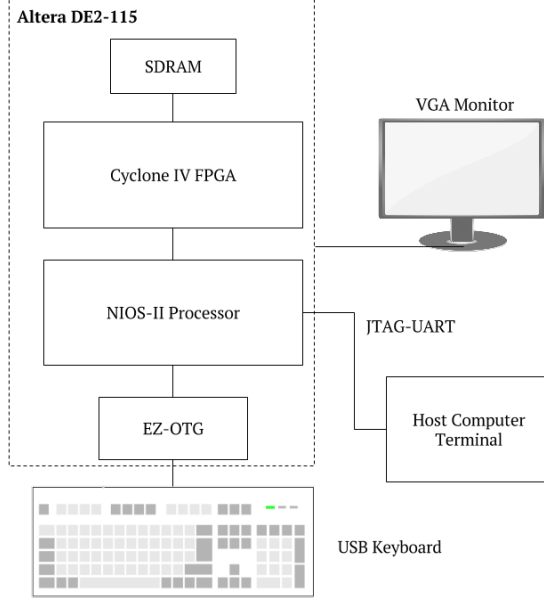 Altera DE2-115
SDRAM
VGA Monitor
Cyclone IV FPGA
NIOS-II Processor
JTAG-UART
Host Computer
Terminal
EZ-OTG
USB Keyboard